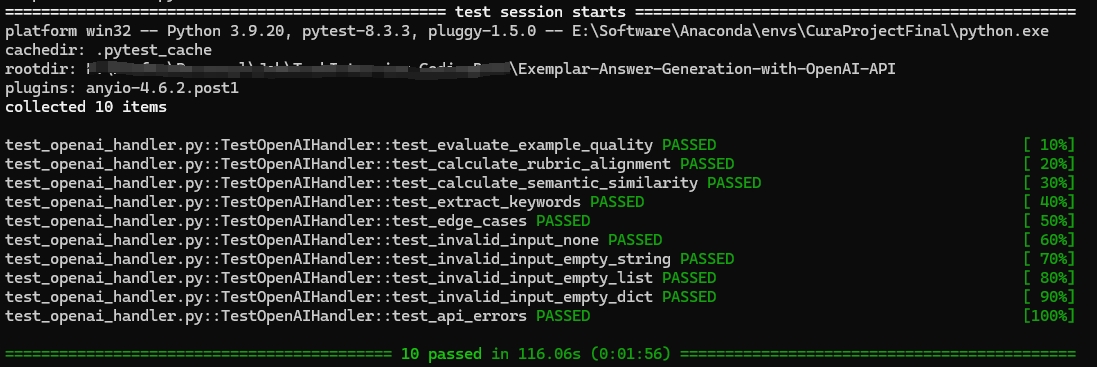 ============================================= test session starts =============================================
platform win32 -- Python 3.9.20, pytest-8.3.3, pluggy-1.5.0 -- E:\Software\Anaconda\envs\CuraProjectFinal\python.exe
cachedir: .pytest_cache
rootdir: \Exemplar-Answer-Generation-with-OpenAI-API
plugins: anyio-4.6.2.post1
collected 10 items
test_openai_handler.py::TestOpenAIHandler::test_evaluate_example_quality PASSED [ 10%]
test_openai_handler.py::TestOpenAIHandler::test_calculate_rubric_alignment PASSED [ 20%]
test_openai_handler.py::TestOpenAIHandler::test_calculate_semantic_similarity PASSED [ 30%]
test_openai_handler.py::TestOpenAIHandler::test_extract_keywords PASSED [ 40%]
test_openai_handler.py::TestOpenAIHandler::test_edge_cases PASSED [ 50%]
test_openai_handler.py::TestOpenAIHandler::test_invalid_input_none PASSED [ 60%]
test_openai_handler.py::TestOpenAIHandler::test_invalid_input_empty_string PASSED [ 70%]
test_openai_handler.py::TestOpenAIHandler::test_invalid_input_empty_list PASSED [ 80%]
test_openai_handler.py::TestOpenAIHandler::test_invalid_input_empty_dict PASSED [ 90%]
test_openai_handler.py::TestOpenAIHandler::test_api_errors PASSED [100%]
======================================= 10 passed in 116.06s (0:01:56) ========================================